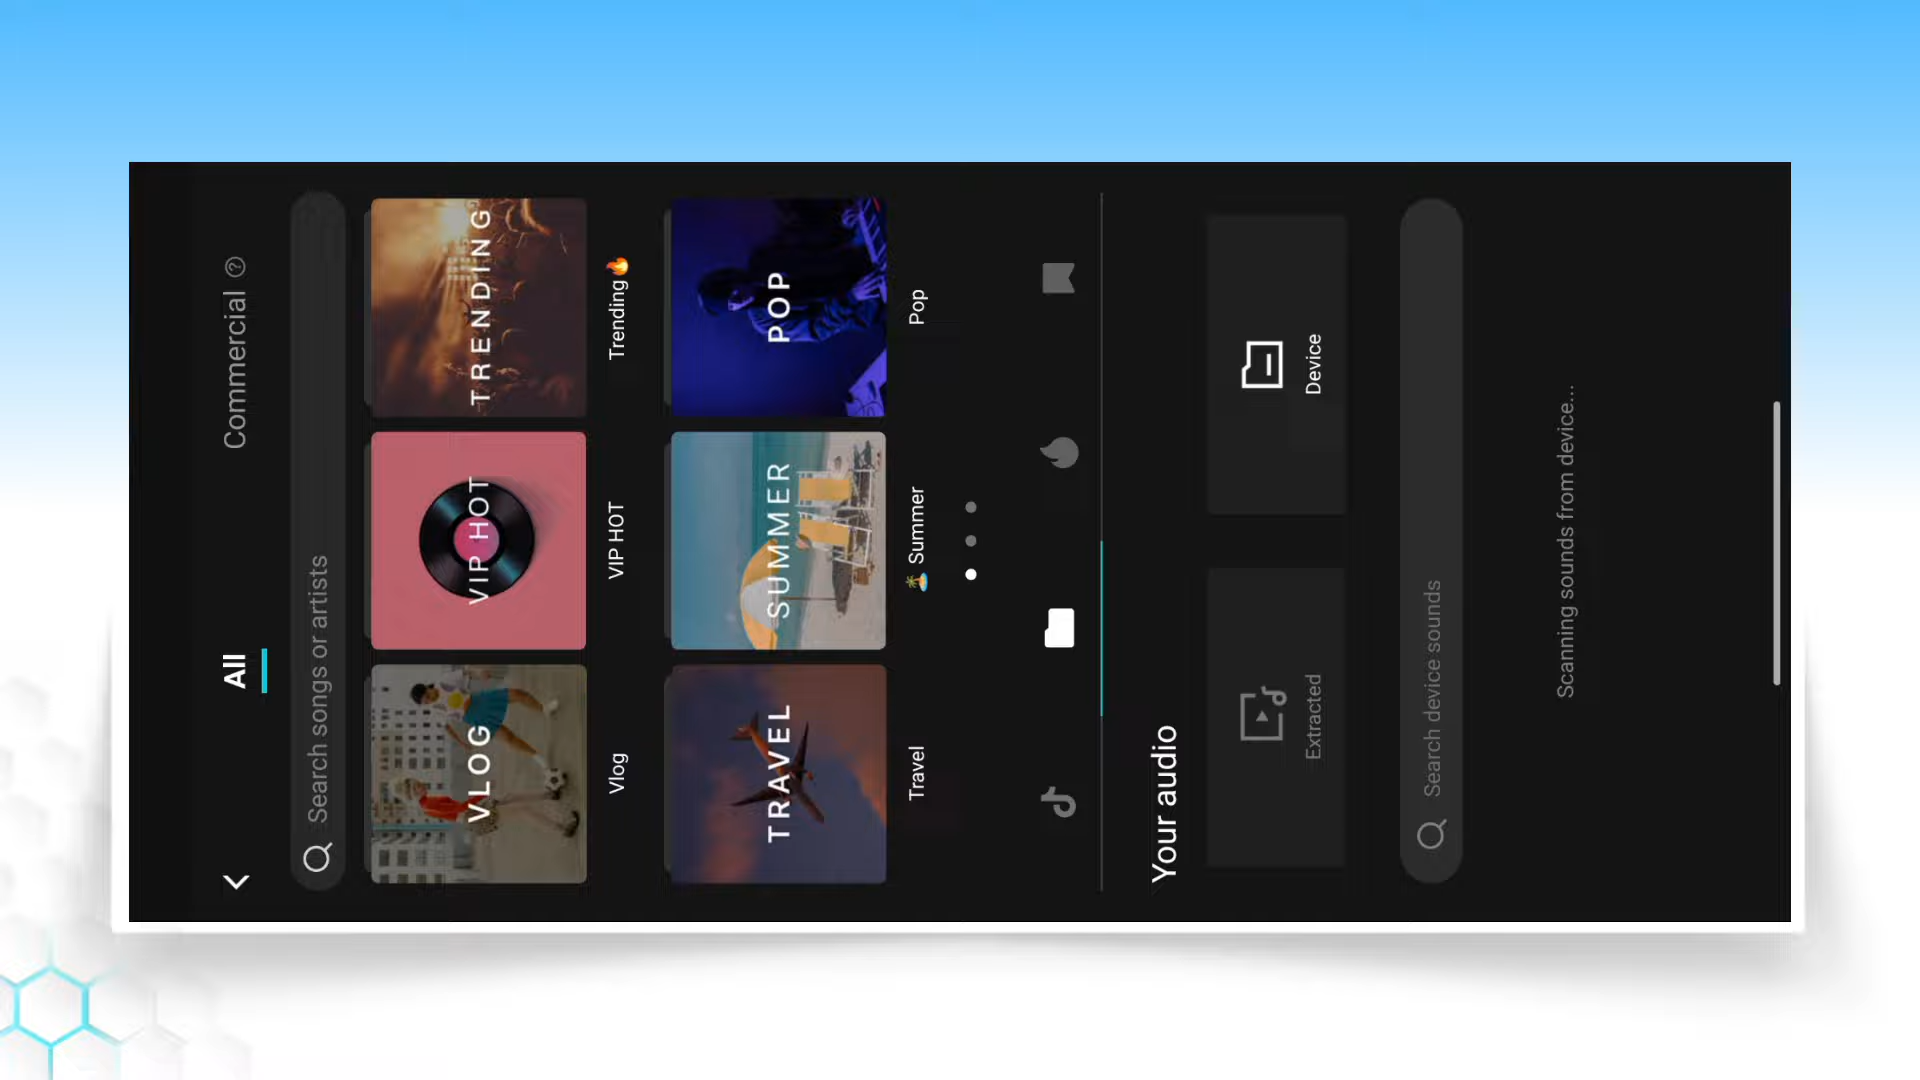 All
Commercial
Search songs or artists
VLOG
VIP HOT
TRENDING
Vlog
VIP HOT
Trending🔥
TRAVEL
SUMMER
POP
Travel
🏝️ Summer
Pop
Your audio
Extracted
Device
Search device sounds
Scanning sounds from device...